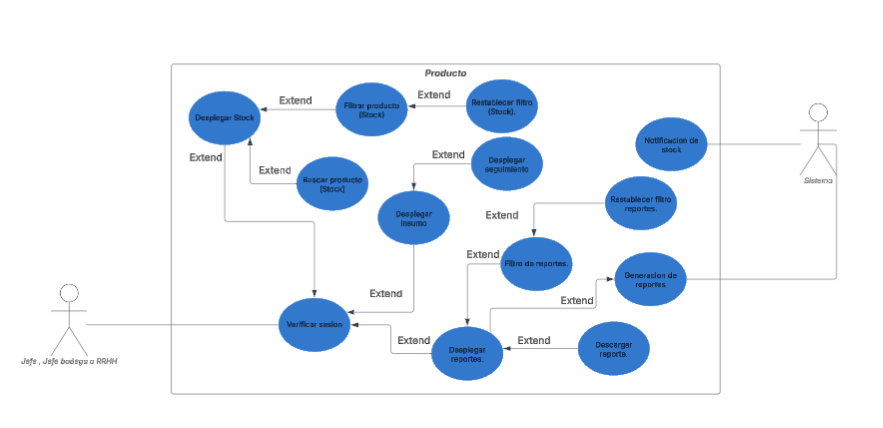 Producto
Extend
Filtrar producto
(Stock)
Extend
Restablecer filtro
(Stock).
Desplegar Stock
Notificacion de
stock
Extend
Extend
Buscar producto
(Stock)
Extend
Desplegar
seguimiento
Sistema
Desplegar
insumo
Extend
Restablecer filtro
reportes.
Extend
Filtro de reportes.
Generacion de
reportes
Extend
Extend
Verificar sesion
Extend
Desplegar
reportes.
Extend
Descargar
reporte.
Jefe , Jefe bodega o RRHH